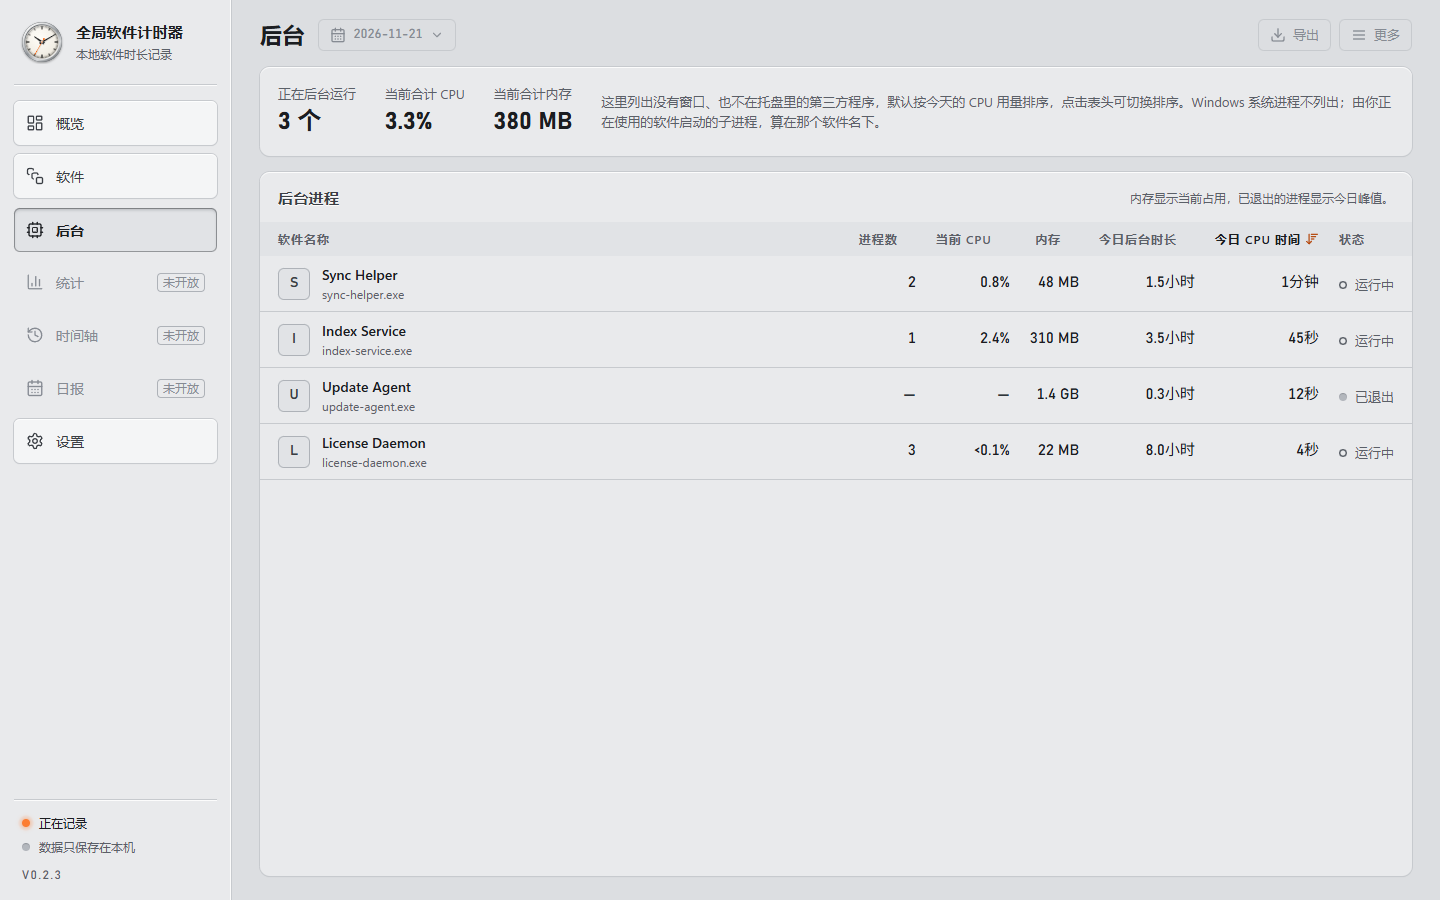 全局软件计时器
本地软件时长记录
概览
软件
后台
统计 未开放
时间轴 未开放
日报 未开放
设置
正在记录
数据只保存在本机
V0.2.3
后台 2026-11-21 导出 更多
正在后台运行 当前合计 CPU 当前合计内存
3 个 3.3% 380 MB
这里列出没有窗口、也不在托盘里的第三方程序，默认按今天的 CPU 用量排序，点击表头可切换排序。Windows 系统进程不列出；由你正
在使用的软件启动的子进程，算在那个软件名下。
后台进程 内存显示当前占用，已退出的进程显示今日峰值。
软件名称 进程数 当前 CPU 内存 今日后台时长 今日 CPU 时间 状态
S Sync Helper 2 0.8% 48 MB 1.5小时 1分钟 运行中
sync-helper.exe
I Index Service 1 2.4% 310 MB 3.5小时 45秒 运行中
index-service.exe
U Update Agent — — 1.4 GB 0.3小时 12秒 已退出
update-agent.exe
L License Daemon 3 <0.1% 22 MB 8.0小时 4秒 运行中
license-daemon.exe